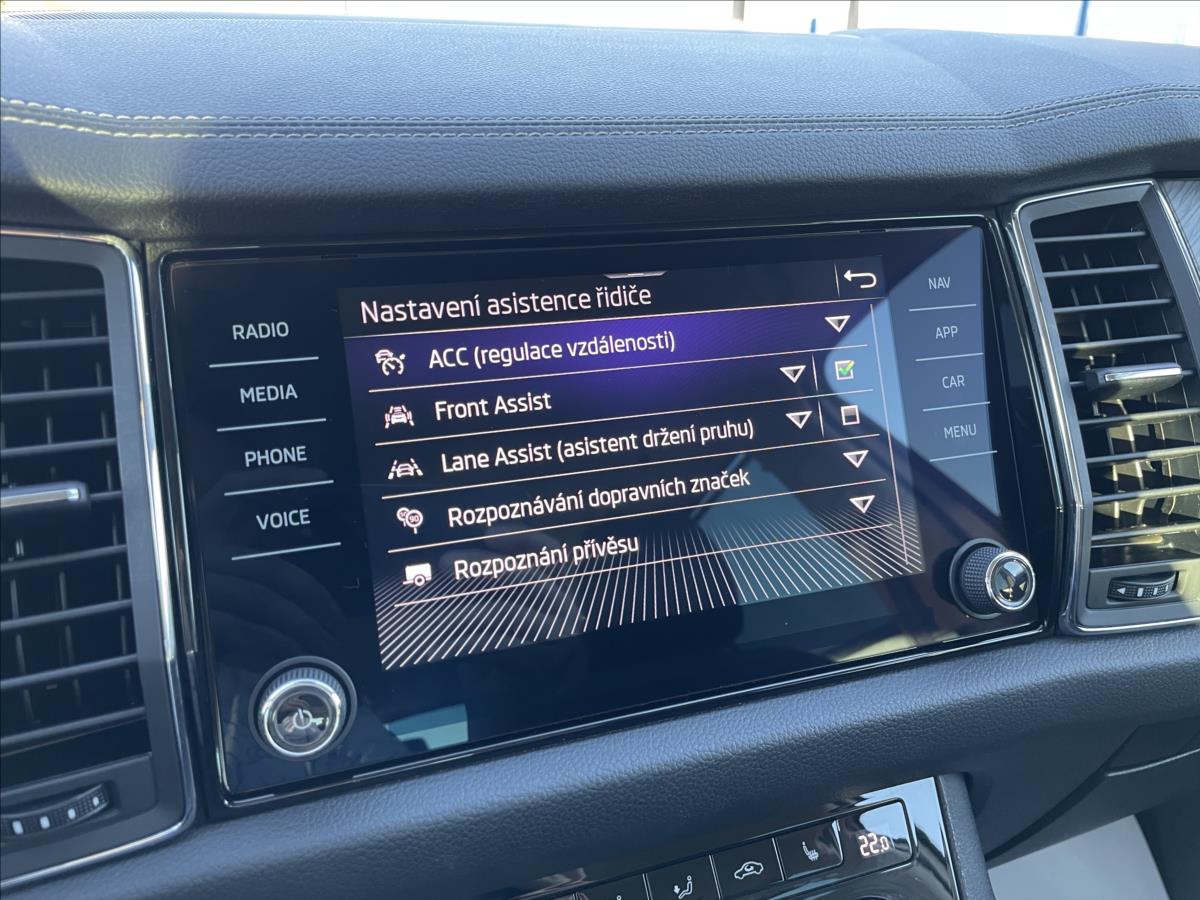 Nastavení asistence řidiče
ACC (regulace vzdálenosti)
Front Assist
Lane Assist (asistent držení pruhu)
Rozpoznávání dopravních značek
Rozpoznání přívěsu
RADIO
MEDIA
PHONE
VOICE
NAV
APP
CAR
MENU
22.0